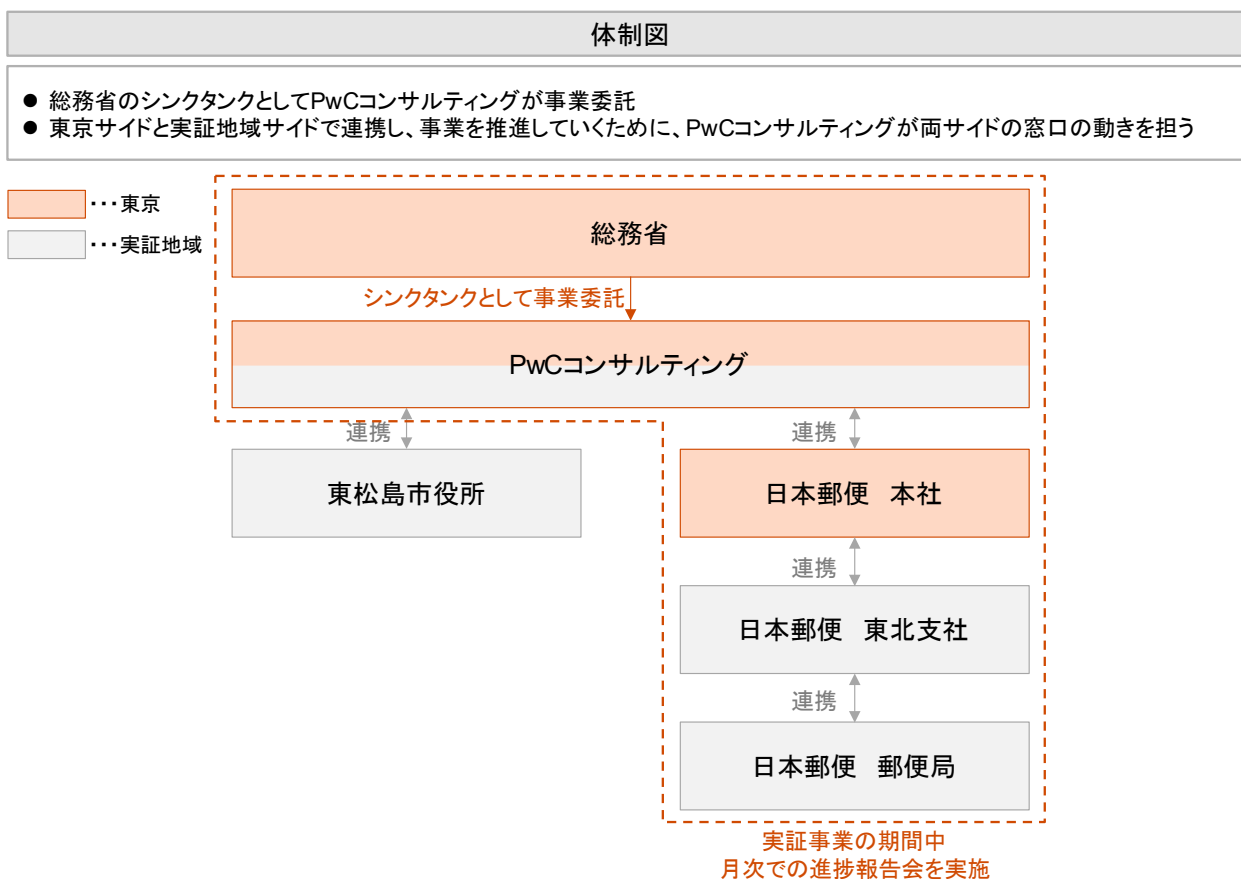 体制図
● 総務省のシンクタンクとしてPwCコンサルティングが事業委託
● 東京サイドと実証地域サイドで連携し、事業を推進していくために、PwCコンサルティングが両サイドの窓口の動きを担う
・・・東京
・・・実証地域
総務省
シンクタンクとして事業委託
PwCコンサルティング
連携
連携
東松島市役所
日本郵便 本社
連携
日本郵便 東北支社
連携
日本郵便 郵便局
実証事業の期間中
月次での進捗報告会を実施